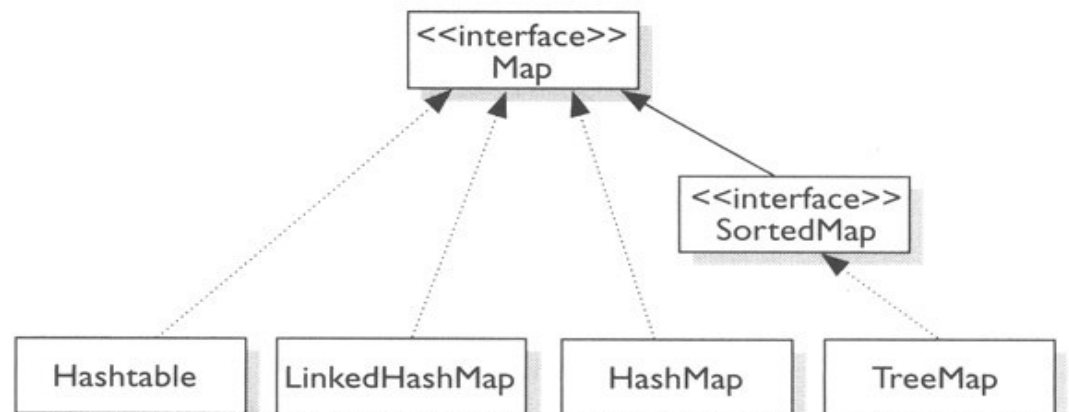 <<interface>>
Map
<<interface>>
SortedMap
Hashtable
LinkedHashMap
HashMap
TreeMap